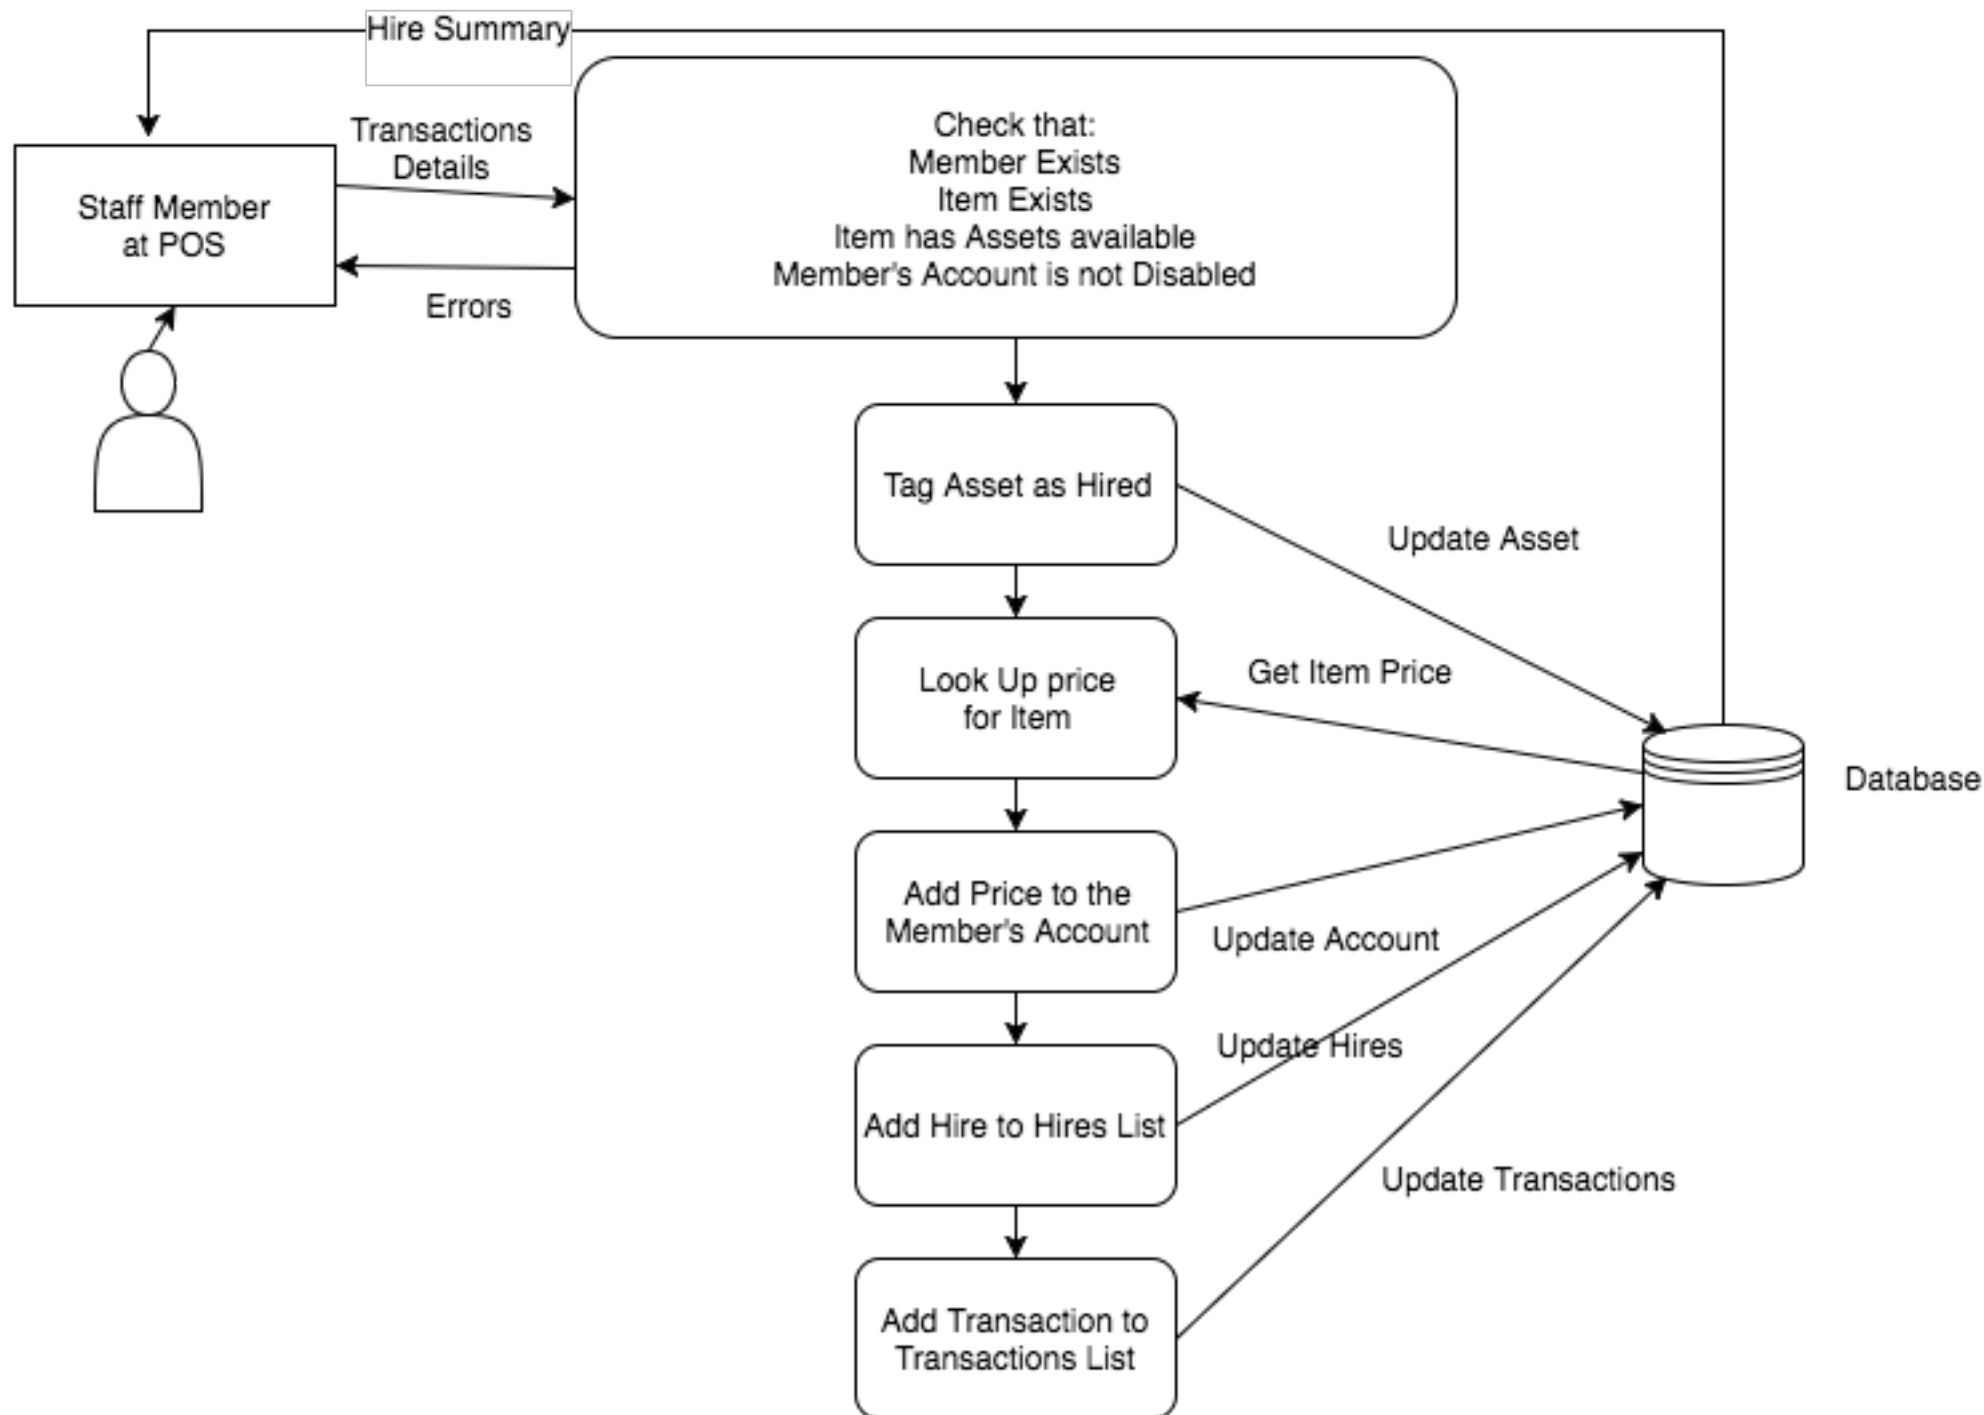 Hire Summary
Transactions
Details
Check that:
Member Exists
Item Exists
Item has Assets available
Member's Account is not Disabled
Staff Member
at POS
Errors
Tag Asset as Hired
Update Asset
Look Up price
for Item
Get Item Price
Database
Add Price to the
Member's Account
Update Account
Update Hires
Add Hire to Hires List
Update Transactions
Add Transaction to
Transactions List